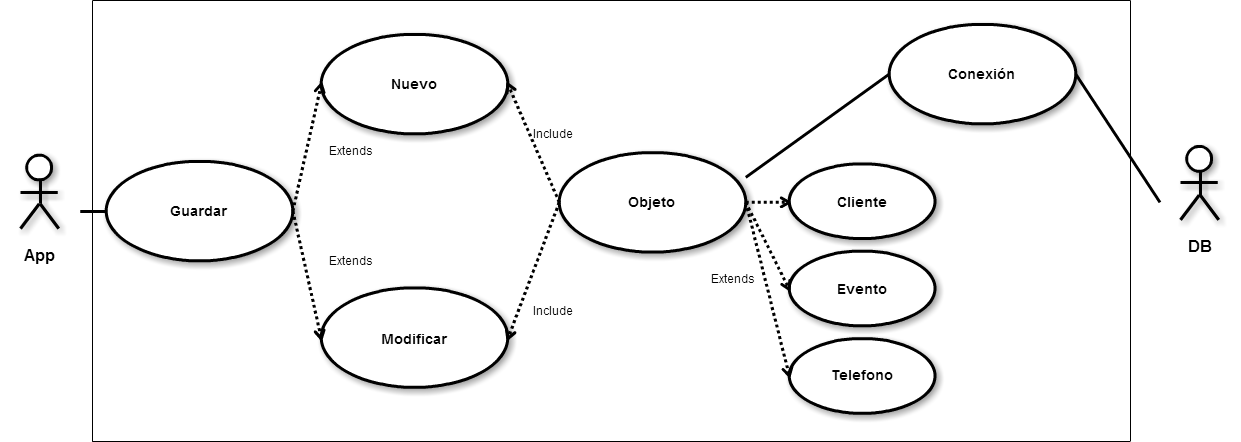 Nuevo
Conexión
Include
Extends
Guardar
Objeto
Cliente
App
DB
Extends
Extends
Evento
Include
Modificar
Telefono